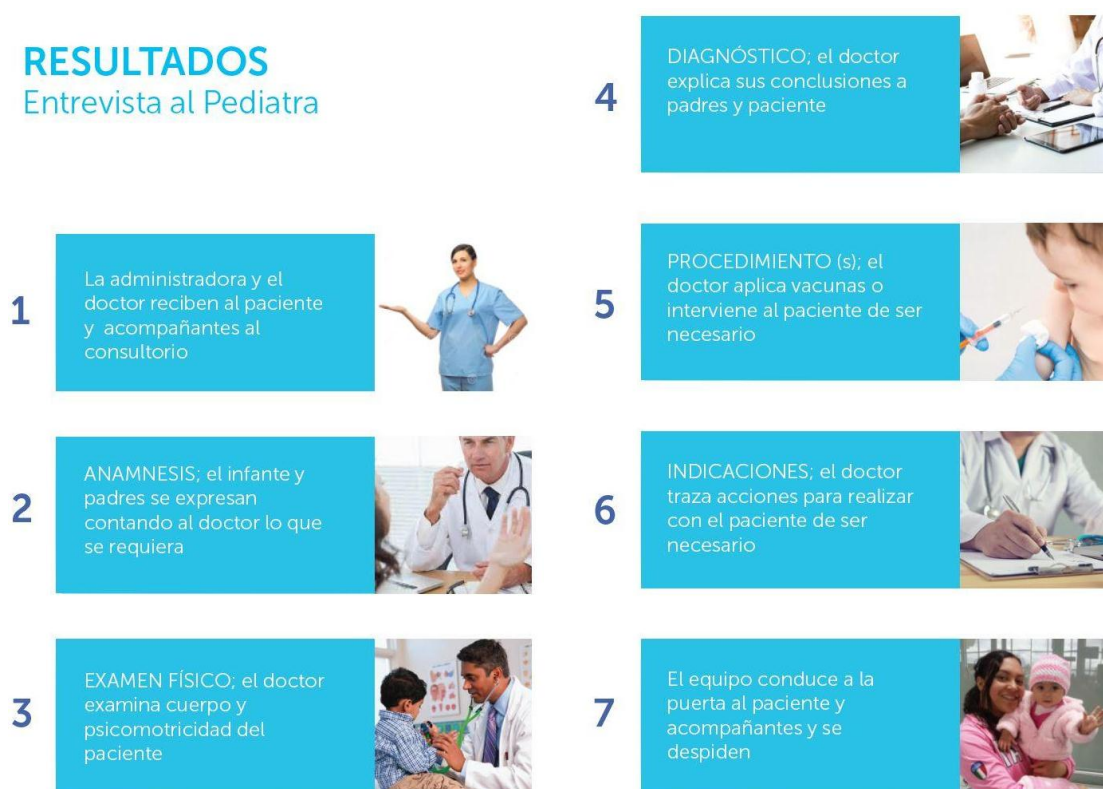 RESULTADOS
Entrevista al Pediatra
1
La administradora y el
doctor reciben al paciente
y acompañantes al
consultorio
2
ANAMNESIS; el infante y
padres se expresan
contando al doctor lo que
se requiera
3
EXAMEN FÍSICO; el doctor
examina cuerpo y
psicomotricidad del
paciente
4
DIAGNÓSTICO; el doctor
explica sus conclusiones a
padres y paciente
5
PROCEDIMIENTO (s); el
doctor aplica vacunas o
interviene al paciente de ser
necesario
6
INDICACIONES; el doctor
traza acciones para realizar
con el paciente de ser
necesario
7
El equipo conduce a la
puerta al paciente y
acompañantes y se
despiden